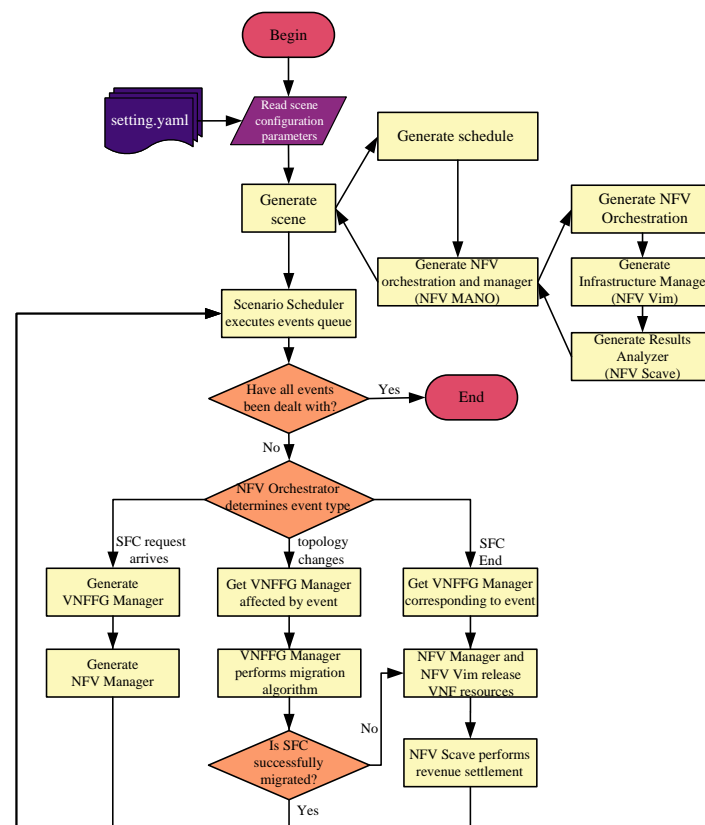 Begin
setting.yaml
Read scene
configuration
parameters
Generate schedule
Generate
scene
Generate NFV
Orchestration
Generate NFV
orchestration and manager
(NFV MANO)
Generate
Infrastructure Manager
(NFV Vim)
Generate Results
Analyzer
(NFV Scave)
Scenario Scheduler
executes events queue
Have all events
been dealt with?
Yes
End
No
NFV Orchestrator
determines event type
SFC request
arrives
topology
changes
SFC
End
Generate
VNFFG Manager
Get VNFFG Manager
affected by event
Get VNFFG Manager
corresponding to event
Generate
NFV Manager
VNFFG Manager
performs migration
algorithm
NFV Manager and
NFV Vim release
VNF resources
No
Is SFC
successfully
migrated?
NFV Scave performs
revenue settlement
Yes